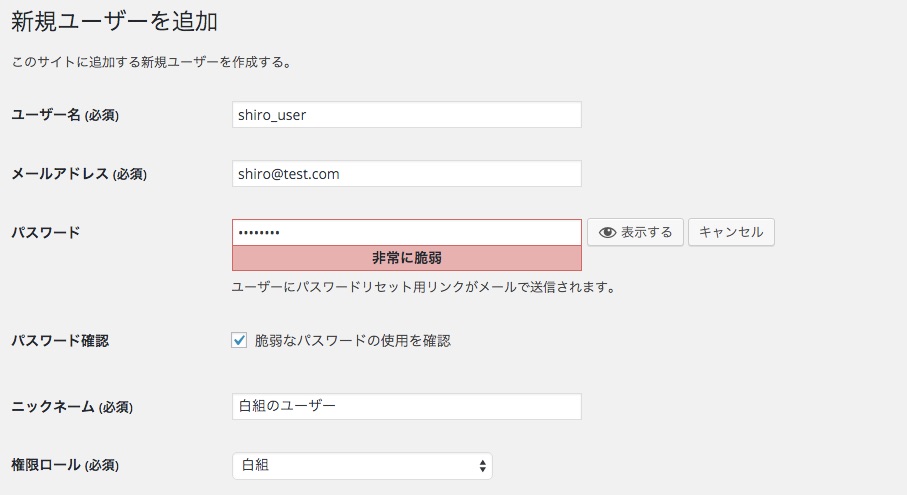 新規ユーザーを追加
このサイトに追加する新規ユーザーを作成する。
ユーザー名 (必須) shiro_user
メールアドレス (必須) shiro@test.com
パスワード •••••••• 表示する キャンセル
非常に脆弱
ユーザーにパスワードリセット用リンクがメールで送信されます。
パスワード確認 脆弱なパスワードの使用を確認
ニックネーム (必須) 白組のユーザー
権限ロール (必須) 白組